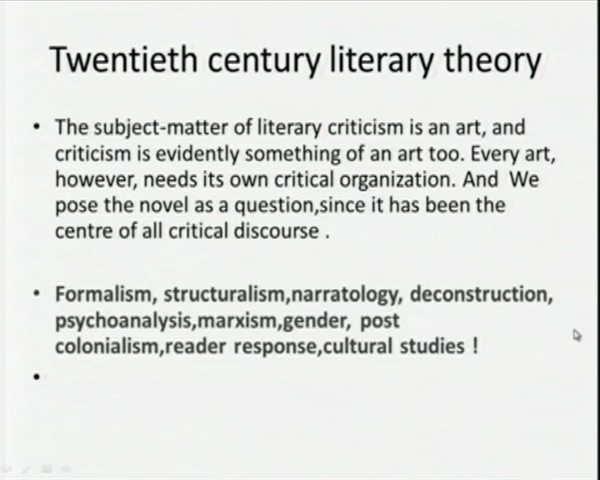 Twentieth century literary theory
• The subject-matter of literary criticism is an art, and
criticism is evidently something of an art too. Every art,
however, needs its own critical organization. And  We
pose the novel as a question,since it has been the
centre of all critical discourse .
• Formalism, structuralism,narratology, deconstruction,
psychoanalysis,marxism,gender, post
colonialism,reader response,cultural studies !
•